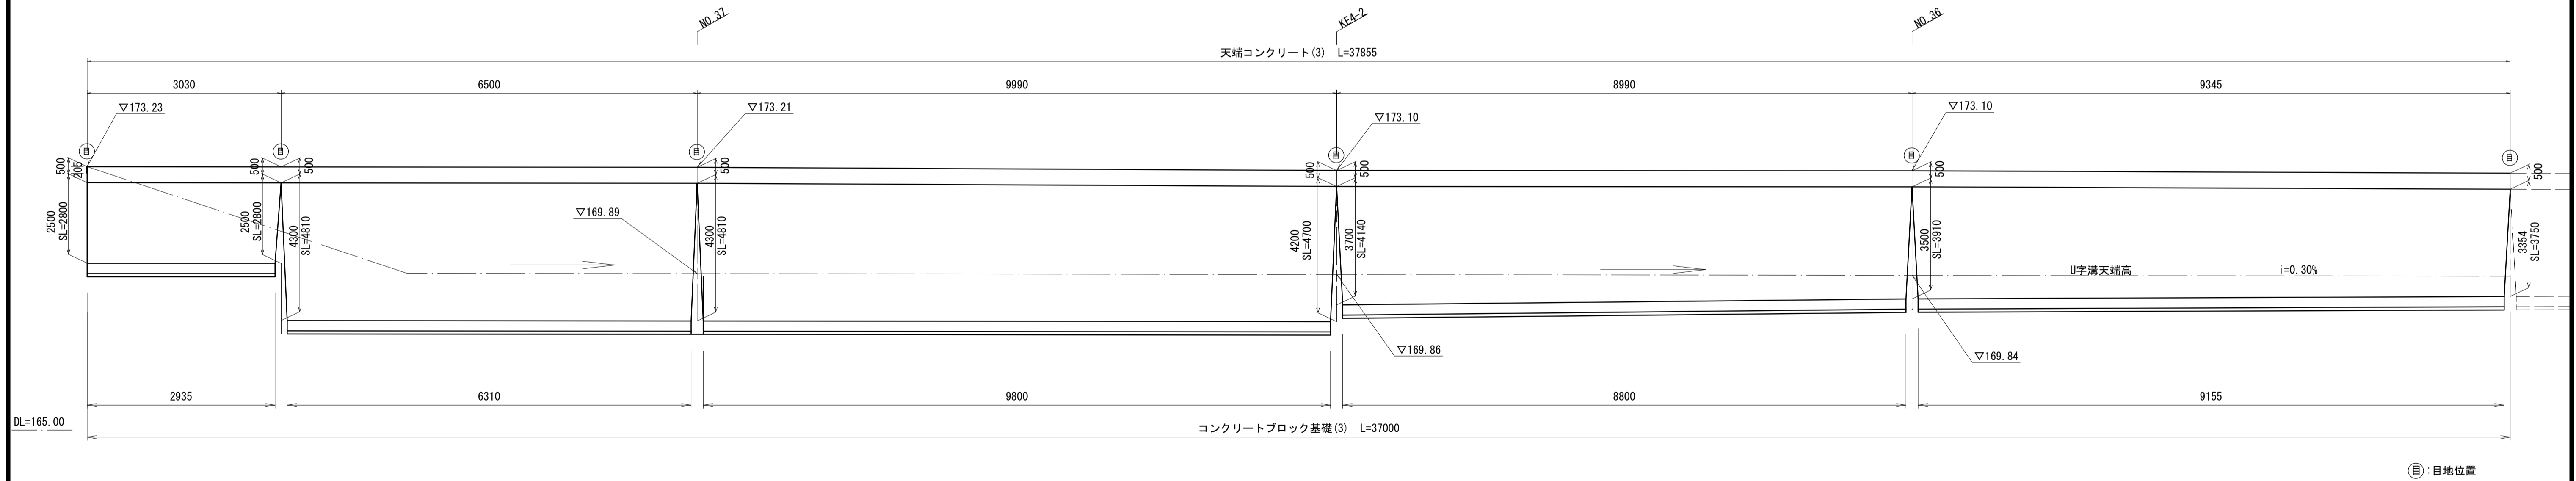 NO.37
KE4-2
NO.36
天端コンクリート(3) L=37855
3030
6500
9990
8990
9345
▽173.23
▽173.21
▽173.10
▽173.10
目
目
目
目
目
目
500
205
500
500
500
500
500
500
500
2500
SL=2800
2500
SL=2800
4300
SL=4810
▽169.89
4300
SL=4810
4200
SL=4700
3700
SL=4140
3500
SL=3910
3354
SL=3750
U字溝天端高
i=0.30%
▽169.86
▽169.84
2935
6310
9800
8800
9155
DL=165.00
コンクリートブロック基礎(3) L=37000
目:目地位置